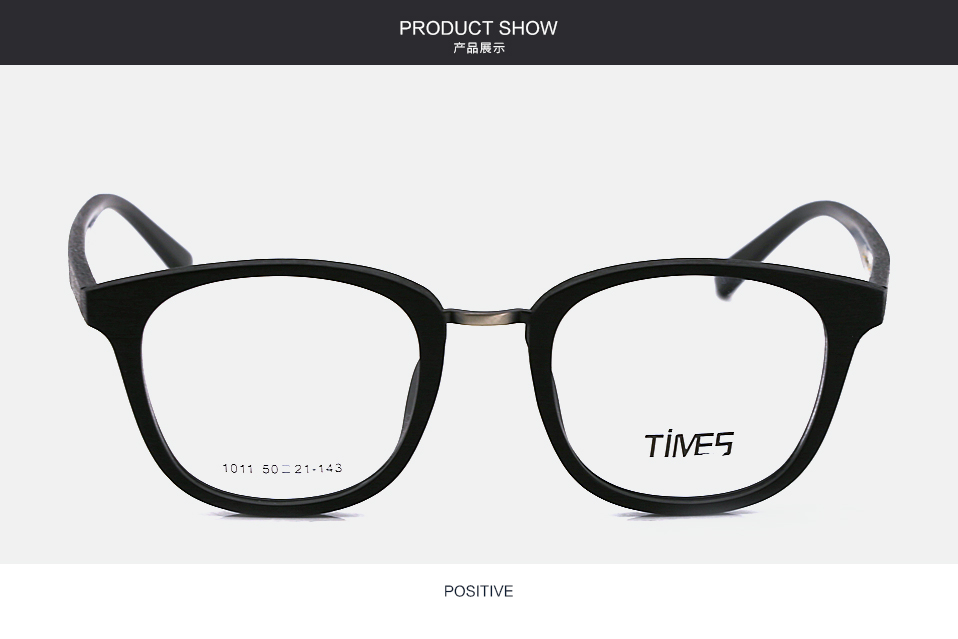 PRODUCT SHOW
产品展示
1011 50□21-143
TiMES
POSITIVE